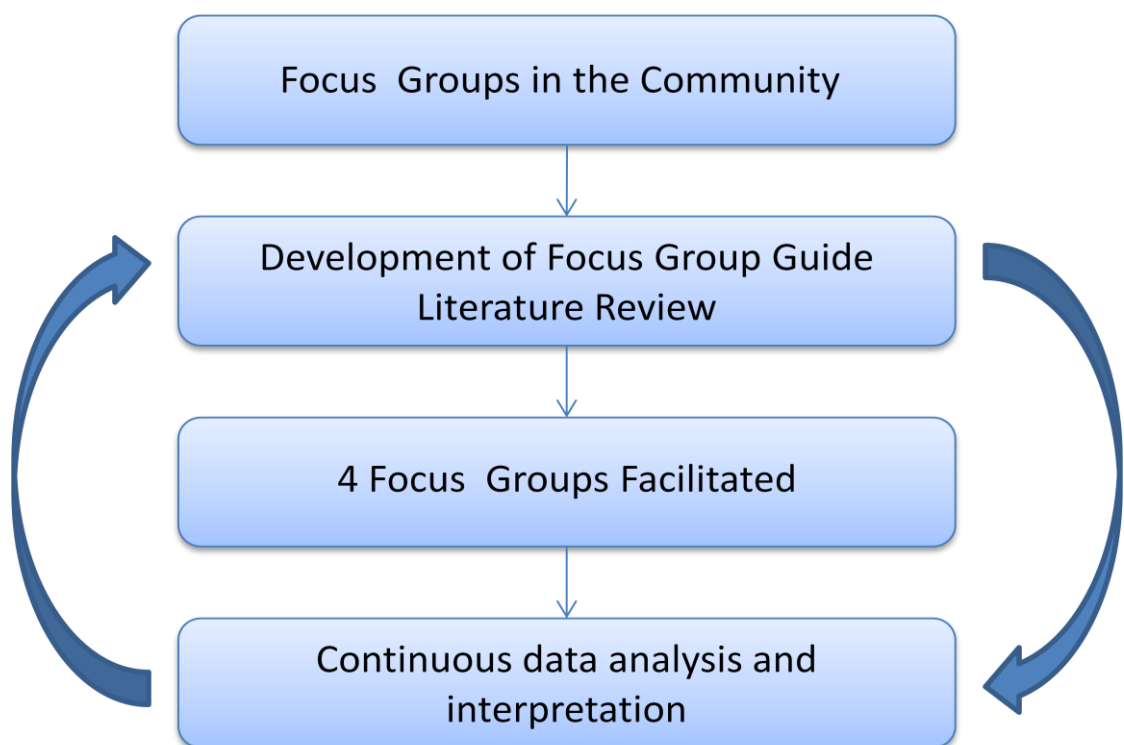 Focus  Groups in the Community
Development of Focus Group Guide
Literature Review
4 Focus  Groups Facilitated
Continuous data analysis and
interpretation